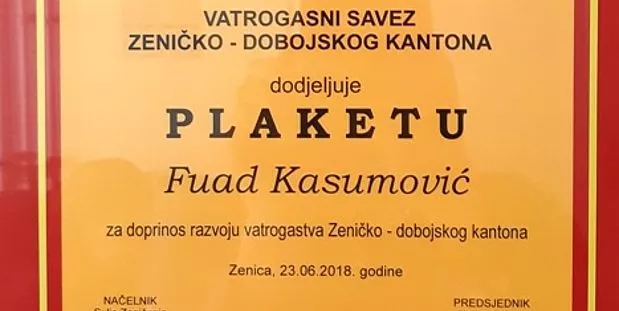 VATROGASNI SAVEZ
ZENIČKO - DOBOJSKOG KANTONA
dodjeljuje
PLAKETU
Fuad Kasumović
za doprinos razvoju vatrogastva Zeničko - dobojskog kantona
Zenica, 23.06.2018. godine
NAČELNIK
PREDSJEDNIK